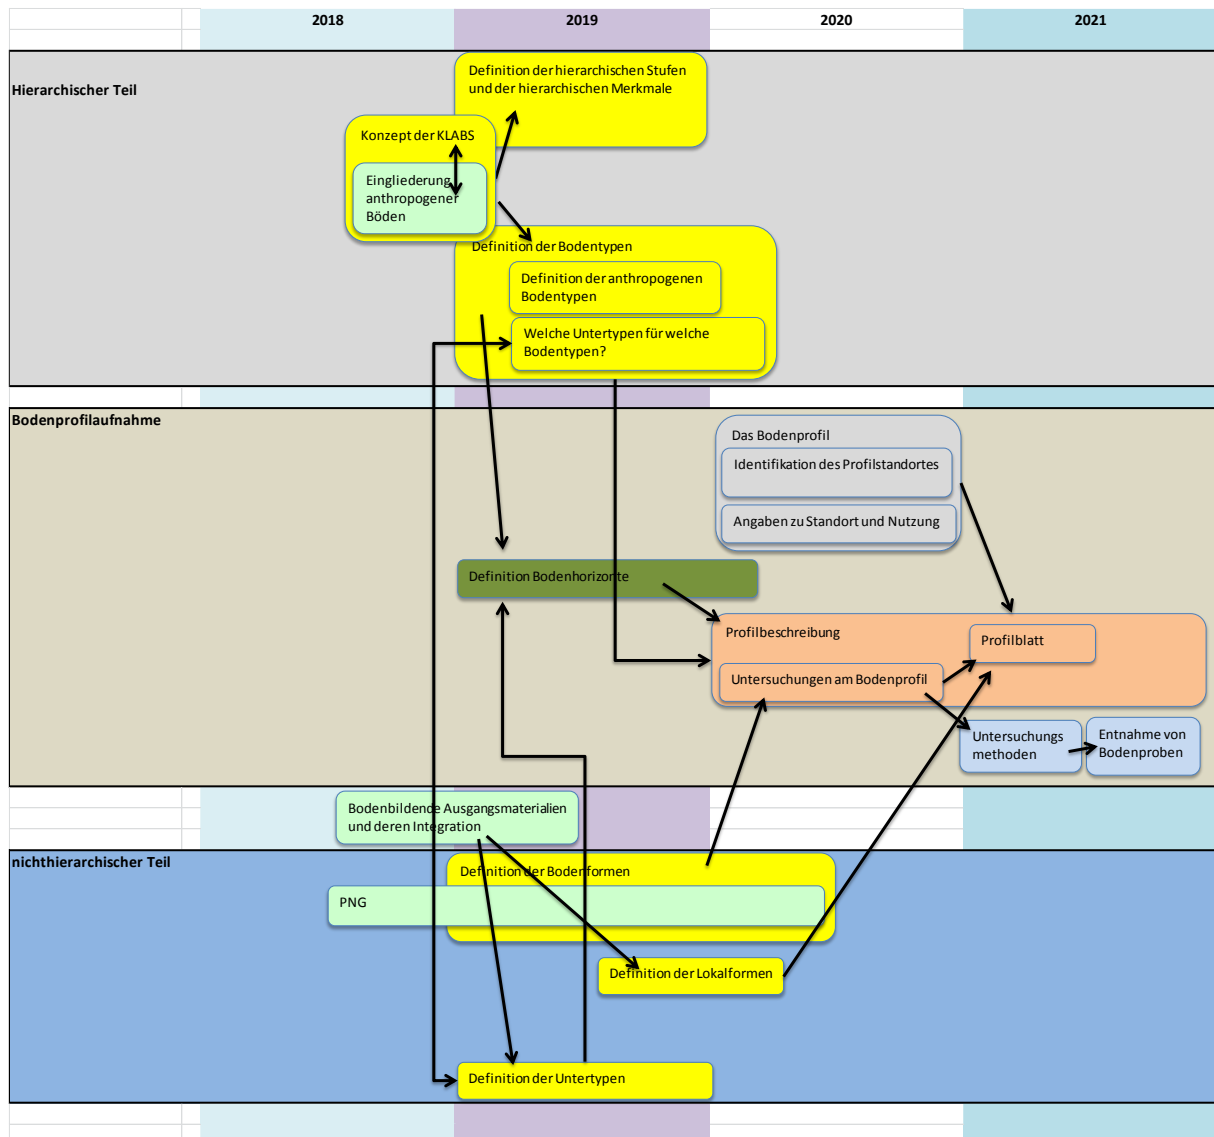 2018 2019 2020 2021
Hierarchischer Teil
Definition der hierarchischen Stufen
und der hierarchischen Merkmale
Konzept der KLABS
Eingliederung
anthropogener
Böden
Definition der Bodentypen
Definition der anthropogenen
Bodentypen
Welche Untertypen für welche
Bodentypen?
Bodenprofilaufnahme
Das Bodenprofil
Identifikation des Profilstandortes
Angaben zu Standort und Nutzung
Definition Bodenhorizonte
Profilbeschreibung
Profilblatt
Untersuchungen am Bodenprofil
Untersuchungs
methoden
Entnahme von
Bodenproben
Bodenbildende Ausgangsmaterialien
und deren Integration
nichthierarchischer Teil
Definition der Bodenformen
PNG
Definition der Lokalformen
Definition der Untertypen